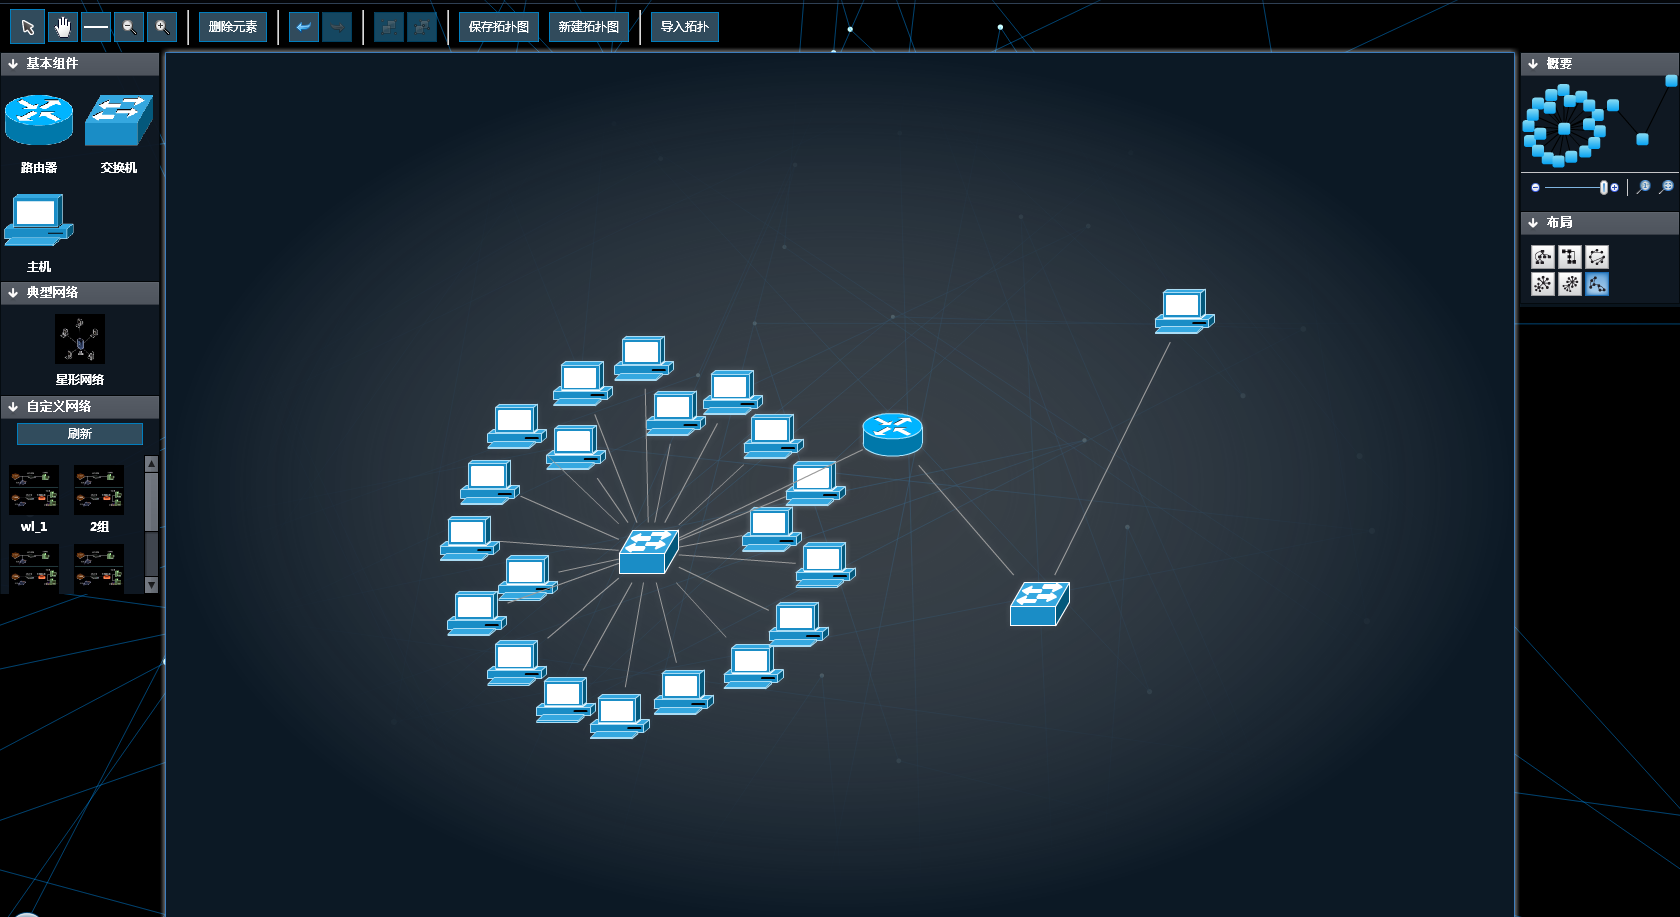 删除元素
保存拓扑图
新建拓扑图
导入拓扑
基本组件
路由器
交换机
主机
典型网络
星形网络
自定义网络
刷新
wl_1
2组
概要
布局